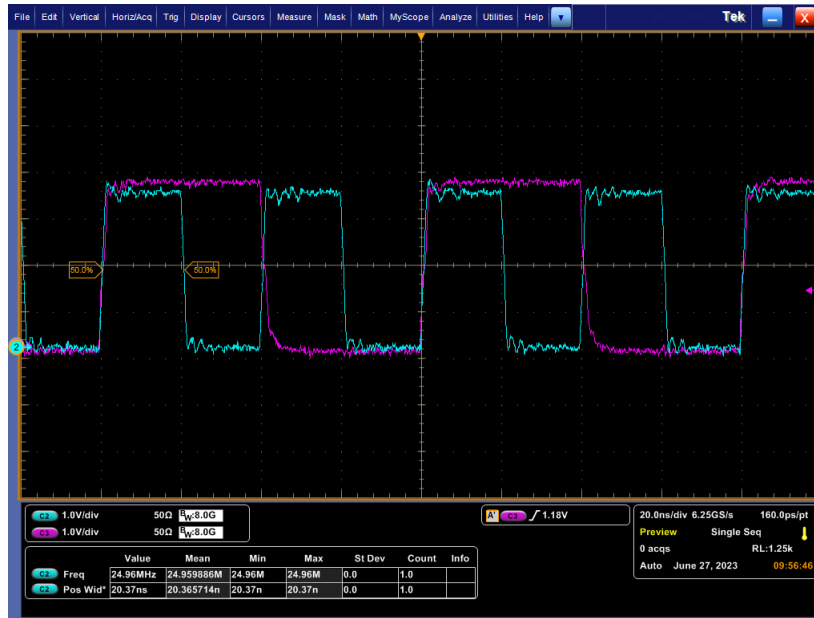 File Edit Vertical Horiz/Acq Trig Display Cursors Measure Mask Math MyScope Analyze Utilities Help Tek X
50.0% 50.0%
2
C2 1.0V/div 50Ω BW:8.0G
C3 1.0V/div 50Ω BW:8.0G
A' C3 1.18V
20.0ns/div 6.25GS/s 160.0ps/pt
Preview Single Seq
0 acqs RL:1.25k
Auto June 27, 2023 09:56:46
Value Mean Min Max St Dev Count Info
C2 Freq 24.96MHz 24.959886M 24.96M 24.96M 0.0 1.0
C2 Pos Wid* 20.37ns 20.365714n 20.37n 20.37n 0.0 1.0